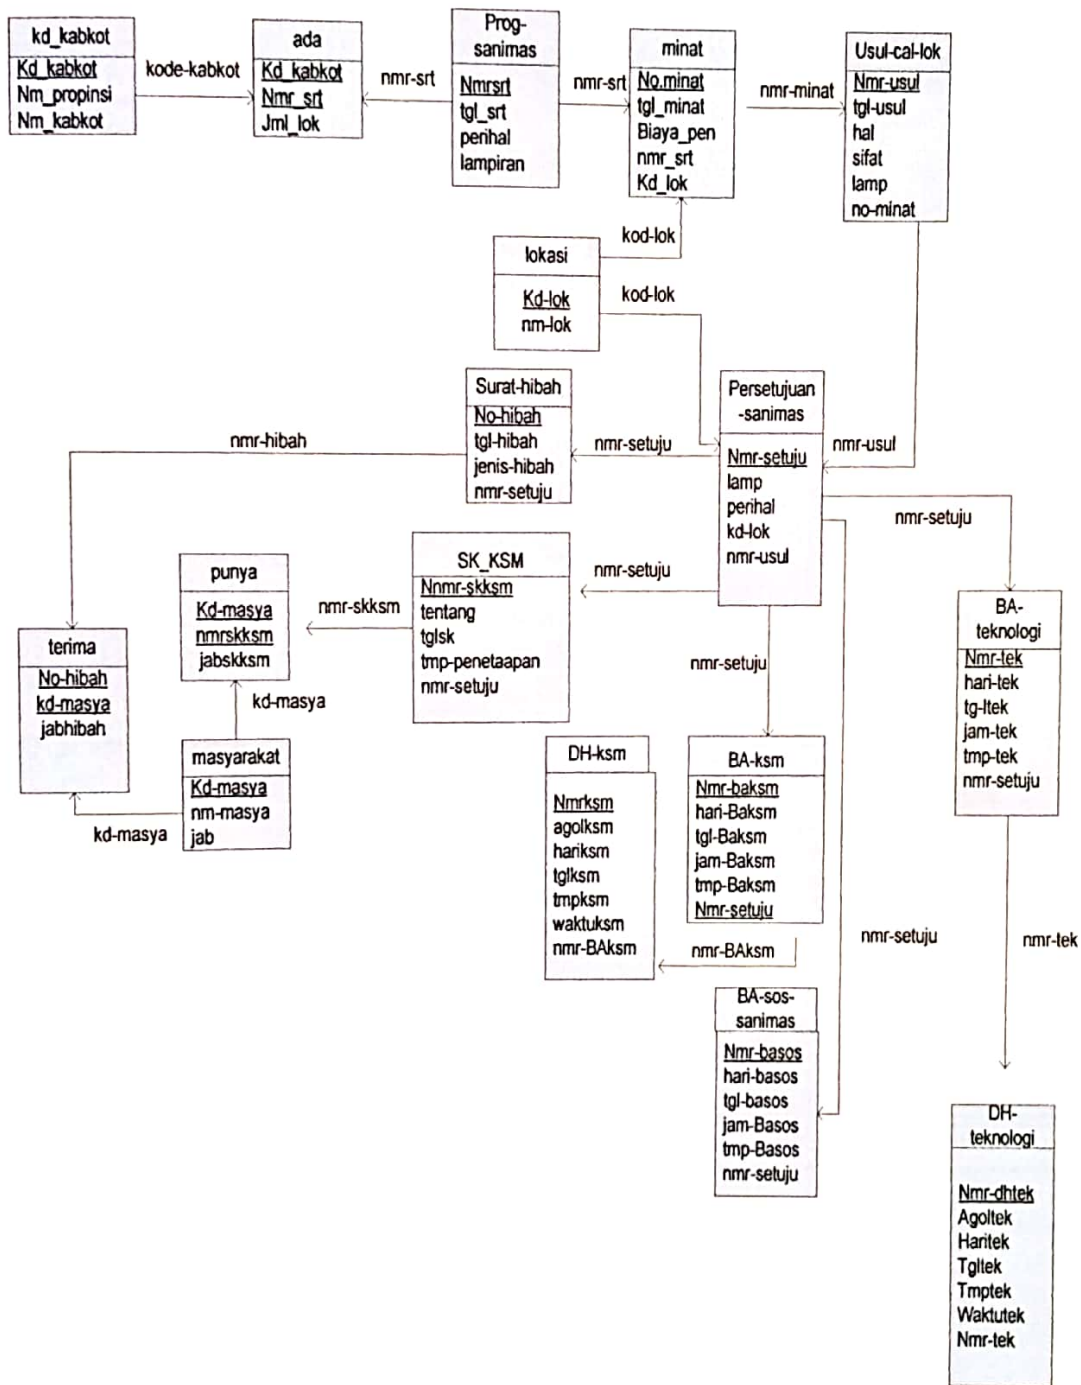 kd_kabkot
Kd_kabkot
Nm_propinsi
Nm_kabkot
kode-kabkot
ada
Kd_kabkot
Nmr_srt
Jml_lok
nmr-srt
Prog-
sanimas
Nmrsrt
tgl_srt
perihal
lampiran
nmr-srt
minat
No.minat
tgl_minat
Biaya_pen
nmr_srt
Kd_lok
nmr-minat
Usul-cal-lok
Nmr-usul
tgl-usul
hal
sifat
lamp
no-minat
kod-lok
lokasi
Kd-lok
nm-lok
kod-lok
Surat-hibah
No-hibah
tgl-hibah
jenis-hibah
nmr-setuju
nmr-hibah
nmr-setuju
Persetujuan
-sanimas
Nmr-setuju
lamp
perihal
kd-lok
nmr-usul
nmr-usul
nmr-setuju
SK_KSM
Nnmr-skksm
tentang
tglsk
tmp-penetaapan
nmr-setuju
nmr-setuju
punya
Kd-masya
nmrskksm
jabskksm
nmr-skksm
terima
No-hibah
kd-masya
jabhibah
kd-masya
masyarakat
Kd-masya
nm-masya
jab
kd-masya
nmr-setuju
BA-
teknologi
Nmr-tek
hari-tek
tg-ltek
jam-tek
tmp-tek
nmr-setuju
DH-ksm
Nmrksm
agolksm
hariksm
tglksm
tmpksm
waktuksm
nmr-BAksm
BA-ksm
Nmr-baksm
hari-Baksm
tgl-Baksm
jam-Baksm
tmp-Baksm
Nmr-setuju
nmr-BAksm
nmr-setuju
nmr-tek
BA-sos-
sanimas
Nmr-basos
hari-basos
tgl-basos
jam-Basos
tmp-Basos
nmr-setuju
DH-
teknologi
Nmr-dhtek
Agoltek
Haritek
Tgltek
Tmptek
Waktutek
Nmr-tek